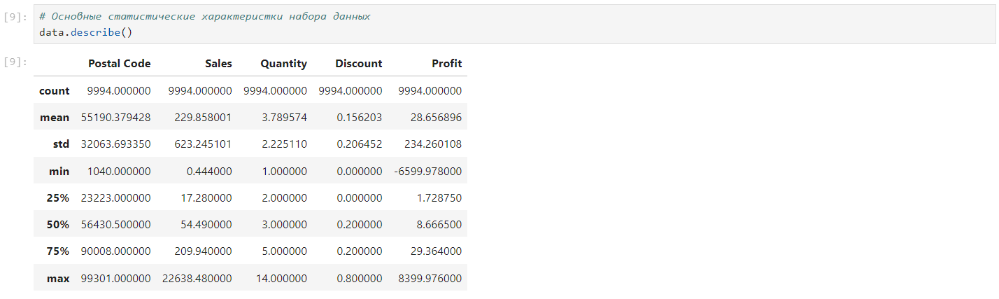 [9]: # Основные статистические характеристки набора данных
data.describe()
[9]: Postal Code Sales Quantity Discount Profit
count 9994.000000 9994.000000 9994.000000 9994.000000 9994.000000
mean 55190.379428 229.858001 3.789574 0.156203 28.656896
std 32063.693350 623.245101 2.225110 0.206452 234.260108
min 1040.000000 0.444000 1.000000 0.000000 -6599.978000
25% 23223.000000 17.280000 2.000000 0.000000 1.728750
50% 56430.500000 54.490000 3.000000 0.200000 8.666500
75% 90008.000000 209.940000 5.000000 0.200000 29.364000
max 99301.000000 22638.480000 14.000000 0.800000 8399.976000